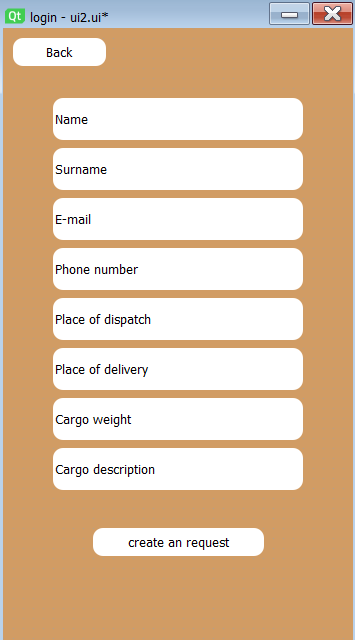 Qt login - ui2.ui*
Back
Name
Surname
E-mail
Phone number
Place of dispatch
Place of delivery
Cargo weight
Cargo description
create an request